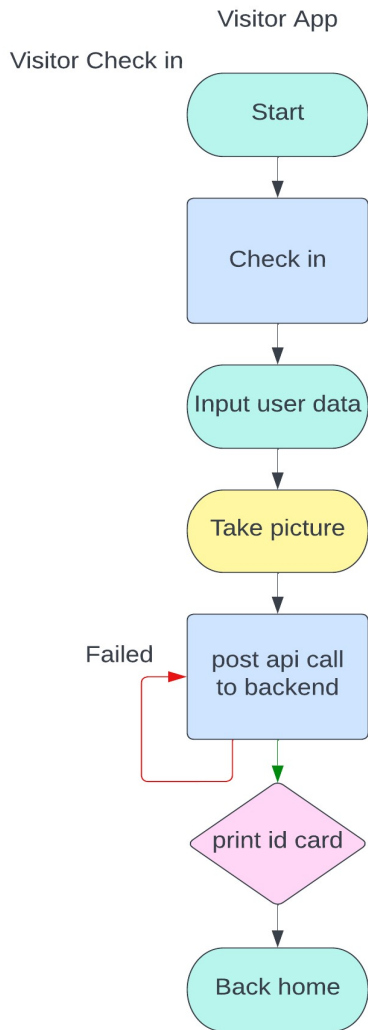 Visitor App
Visitor Check in
Start
Check in
Input user data
Take picture
Failed
post api call
to backend
print id card
Back home